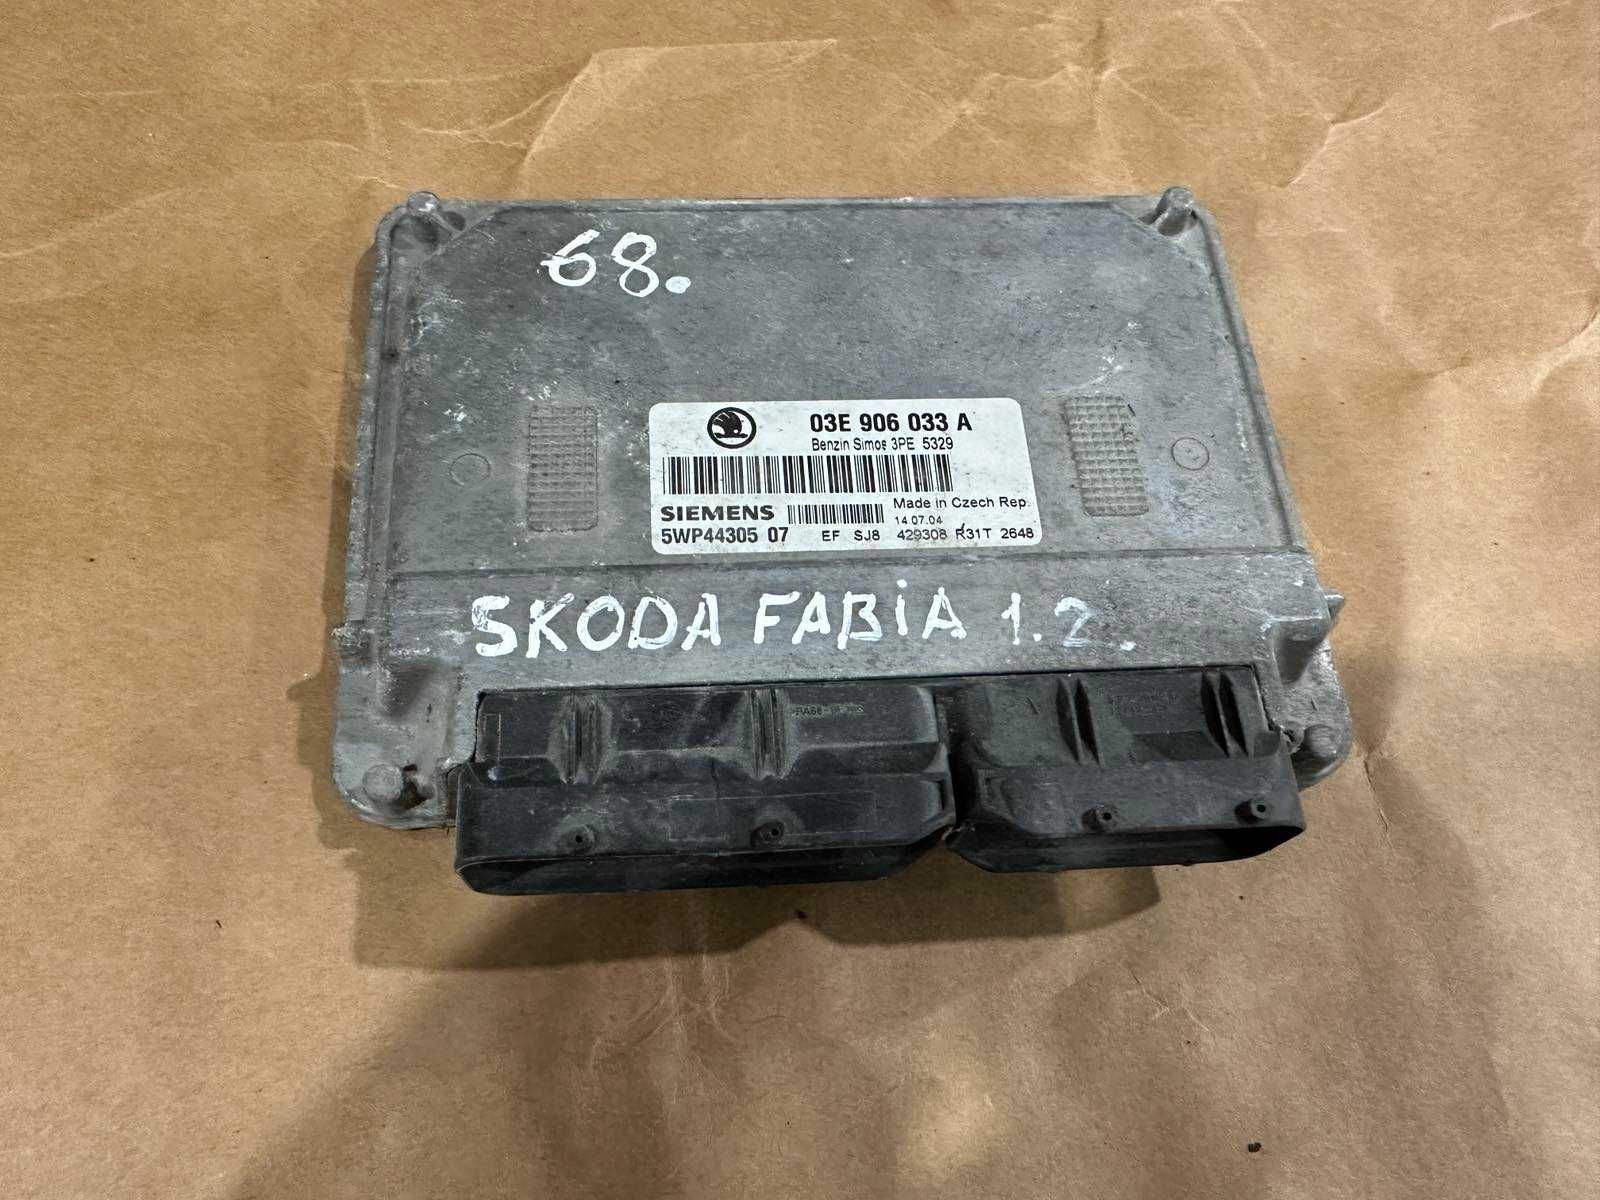 68.
03E 906 033 A
Benzin Simos 3PE 5329
Made in Czech Rep.
SIEMENS
14.07.04
5WP44305 07 EF SJ8 429308 R31T 2648
SKODA FABiA 1.2.